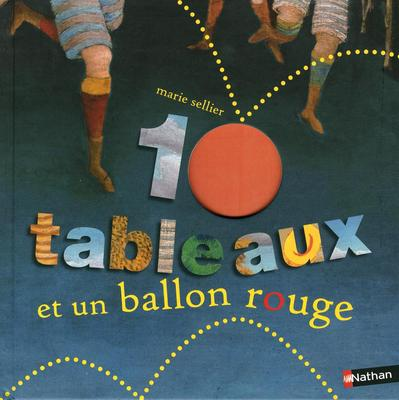 marie sellier
10
tableaux
et un ballon rouge
Nathan